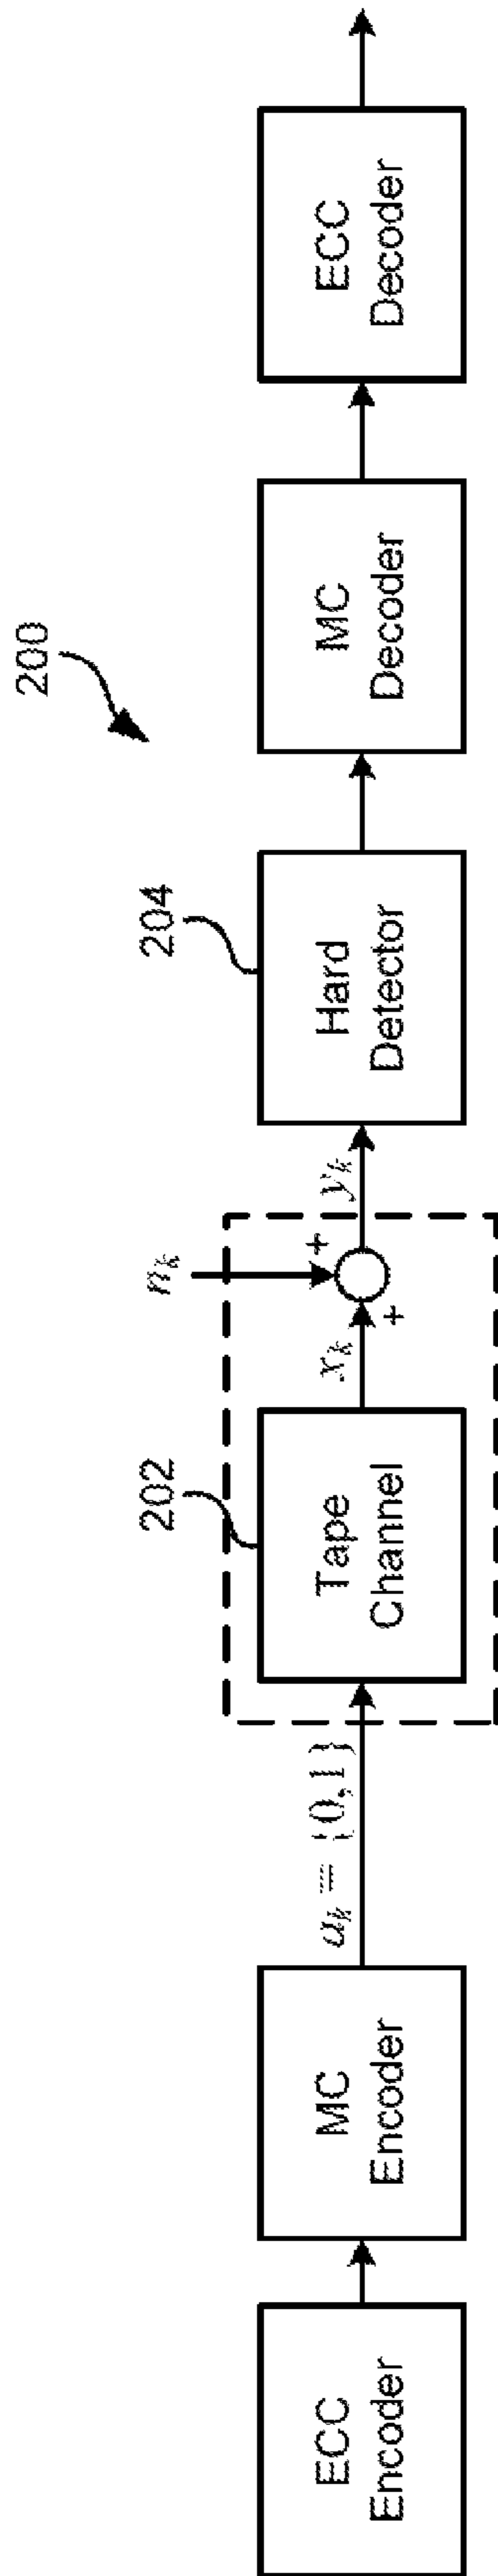 200
ECC
Encoder
MC
Encoder
a_k = {0,1}
202
Tape
Channel
x_k
n_k
+
+
y_k
204
Hard
Detector
MC
Decoder
ECC
Decoder